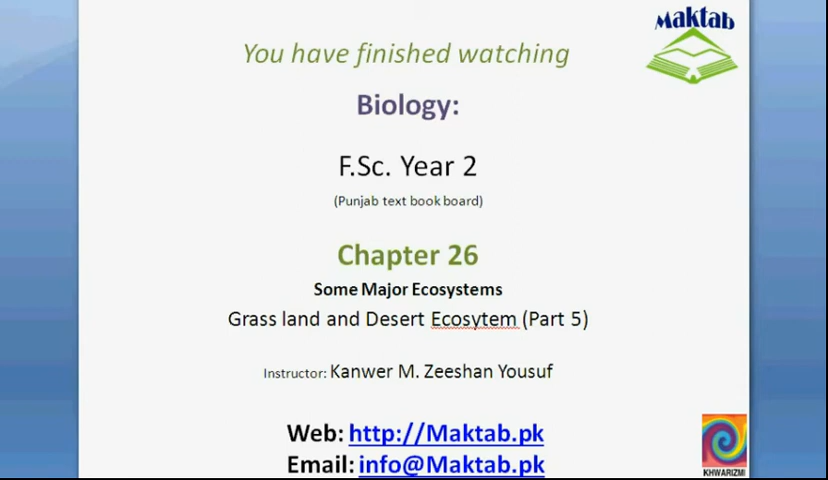 Maktab
You have finished watching
Biology:
F.Sc. Year 2
(Punjab text book board)
Chapter 26
Some Major Ecosystems
Grass land and Desert Ecosytem (Part 5)
Instructor: Kanwer M. Zeeshan Yousuf
Web: http://Maktab.pk
Email: info@Maktab.pk
KHWARIZMI